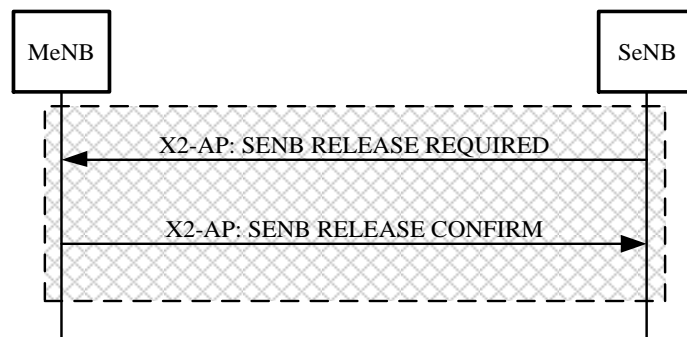 MeNB
SeNB
X2-AP: SENB RELEASE REQUIRED
X2-AP: SENB RELEASE CONFIRM